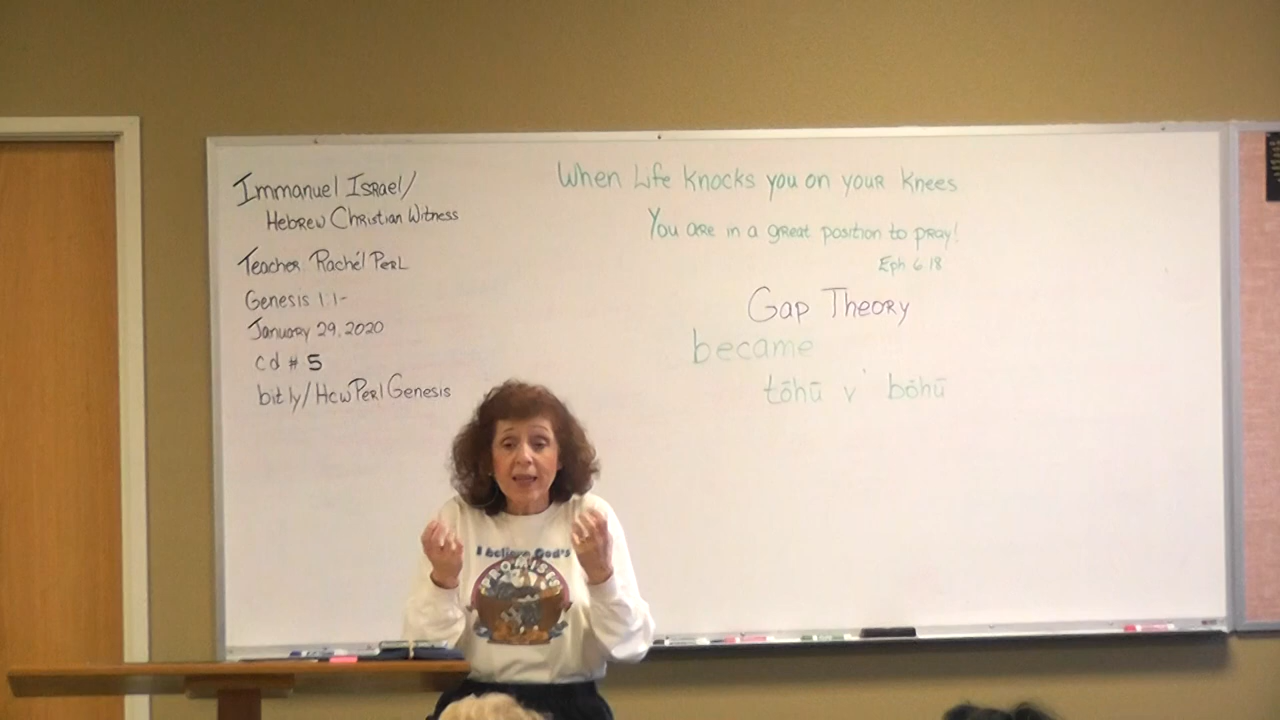 Immanuel Israel/
Hebrew Christian Witness
Teacher Rachél Perl
Genesis 1:1-
January 29, 2020
cd # 5
bit ly/HcwPerlGenesis
When Life knocks you on your Knees
You are in a great position to pray!
Eph 6:18
Gap Theory
became
tōhū v' bōhū
I believe God's
PROMISES